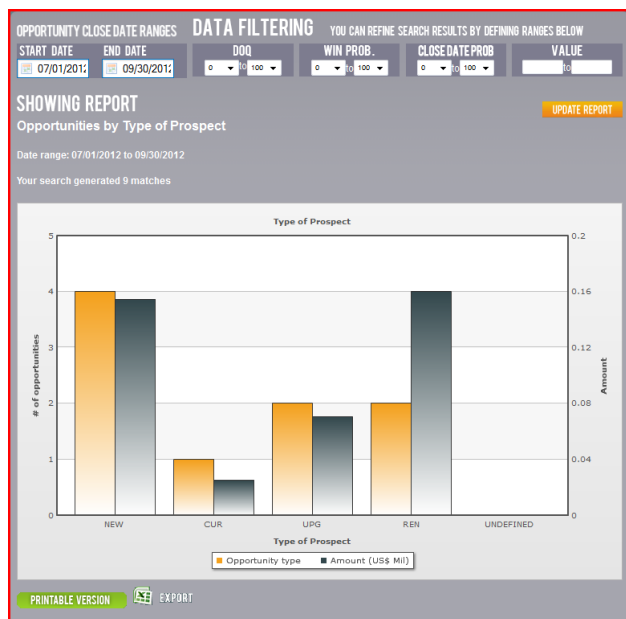 OPPORTUNITY CLOSE DATE RANGES DATA FILTERING YOU CAN REFINE SEARCH RESULTS BY DEFINING RANGES BELOW
START DATE END DATE DOQ WIN PROB. CLOSE DATE PROB VALUE
07/01/2012 09/30/2012 0 to 100 0 to 100 0 to 100 to
SHOWING REPORT
UPDATE REPORT
Opportunities by Type of Prospect
Date range: 07/01/2012 to 09/30/2012
Your search generated 9 matches
Type of Prospect
5 0.2
4 0.16
3 0.12
# of opportunities
Amount
2 0.08
1 0.04
0 0
NEW CUR UPG REN UNDEFINED
Type of Prospect
Opportunity type Amount (US$ Mil)
PRINTABLE VERSION EXPORT